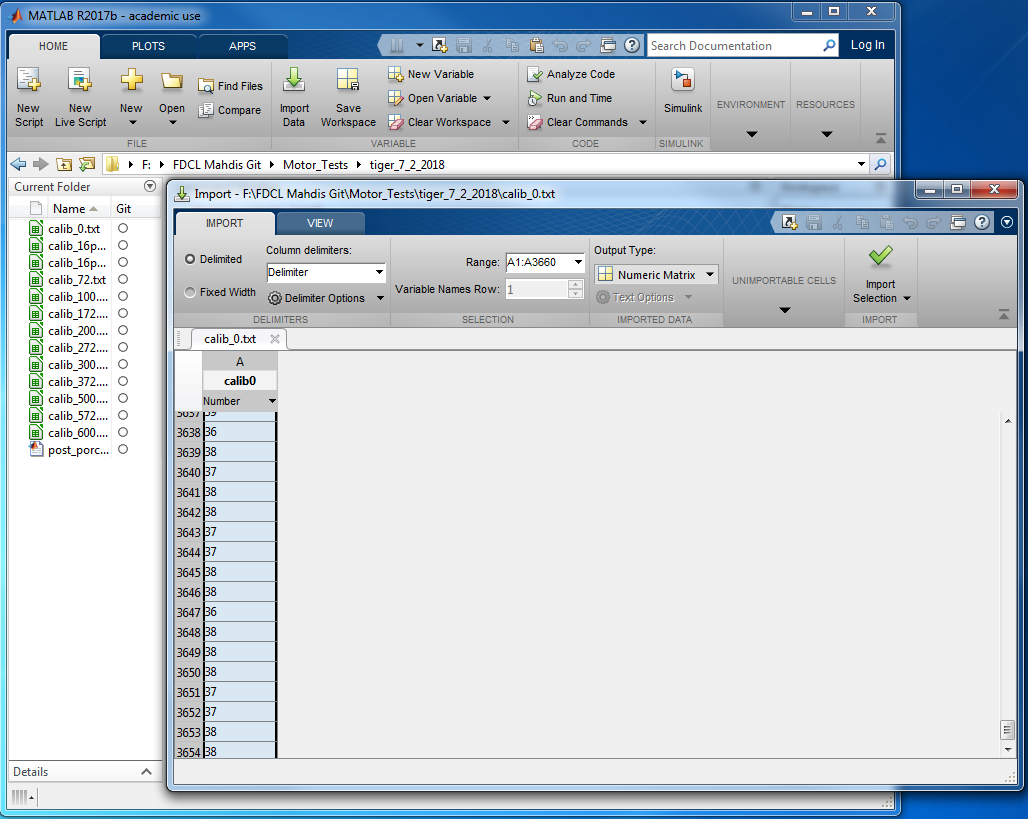 MATLAB R2017b - academic use
HOME PLOTS APPS
Search Documentation
Log In
New Script
New Live Script
New
Open
Find Files
Compare
FILE
Import Data
Save Workspace
New Variable
Open Variable
Clear Workspace
VARIABLE
Analyze Code
Run and Time
Clear Commands
CODE
Simulink
SIMULINK
ENVIRONMENT
RESOURCES
F: FDCL Mahdis Git Motor_Tests tiger_7_2_2018
Current Folder
Name Git
calib_0.txt
calib_16p...
calib_16p...
calib_72.txt
calib_100....
calib_172....
calib_200....
calib_272....
calib_300....
calib_372....
calib_500....
calib_572....
calib_600....
post_porc...
Details
Import - F:\FDCL Mahdis Git\Motor_Tests\tiger_7_2_2018\calib_0.txt
IMPORT VIEW
Delimited
Fixed Width
Column delimiters:
Delimiter
Delimiter Options
DELIMITERS
Range: A1:A3660
Variable Names Row: 1
SELECTION
Output Type:
Numeric Matrix
Text Options
IMPORTED DATA
UNIMPORTABLE CELLS
Import Selection
IMPORT
calib_0.txt
A
calib0
Number
3637 39
3638 36
3639 38
3640 37
3641 38
3642 38
3643 37
3644 37
3645 38
3646 38
3647 36
3648 38
3649 38
3650 38
3651 37
3652 37
3653 38
3654 38